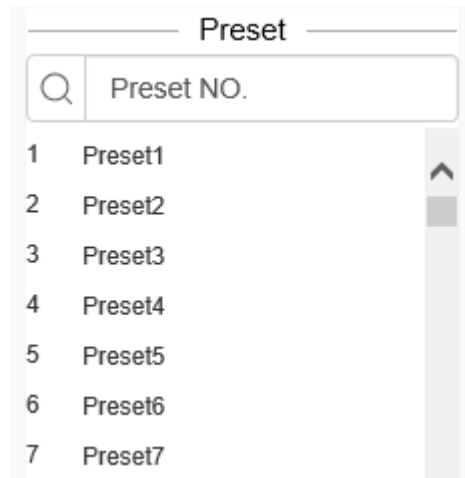 Preset
Preset NO.
1 Preset1
2 Preset2
3 Preset3
4 Preset4
5 Preset5
6 Preset6
7 Preset7